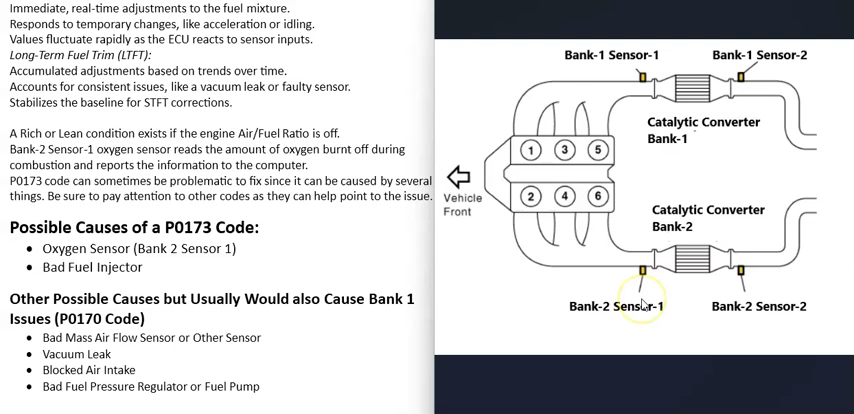 Immediate, real-time adjustments to the fuel mixture.
Responds to temporary changes, like acceleration or idling.
Values fluctuate rapidly as the ECU reacts to sensor inputs.
Long-Term Fuel Trim (LTFT):
Accumulated adjustments based on trends over time.
Accounts for consistent issues, like a vacuum leak or faulty sensor.
Stabilizes the baseline for STFT corrections.
A Rich or Lean condition exists if the engine Air/Fuel Ratio is off.
Bank-2 Sensor-1 oxygen sensor reads the amount of oxygen burnt off during
combustion and reports the information to the computer.
P0173 code can sometimes be problematic to fix since it can be caused by several
things. Be sure to pay attention to other codes as they can help point to the issue.
Possible Causes of a P0173 Code:
• Oxygen Sensor (Bank 2 Sensor 1)
• Bad Fuel Injector
Other Possible Causes but Usually Would also Cause Bank 1
Issues (P0170 Code)
• Bad Mass Air Flow Sensor or Other Sensor
• Vacuum Leak
• Blocked Air Intake
• Bad Fuel Pressure Regulator or Fuel Pump
Bank-1 Sensor-1
Bank-1 Sensor-2
Catalytic Converter
Bank-1
1 3 5
2 4 6
Vehicle
Front
Catalytic Converter
Bank-2
Bank-2 Sensor-1
Bank-2 Sensor-2